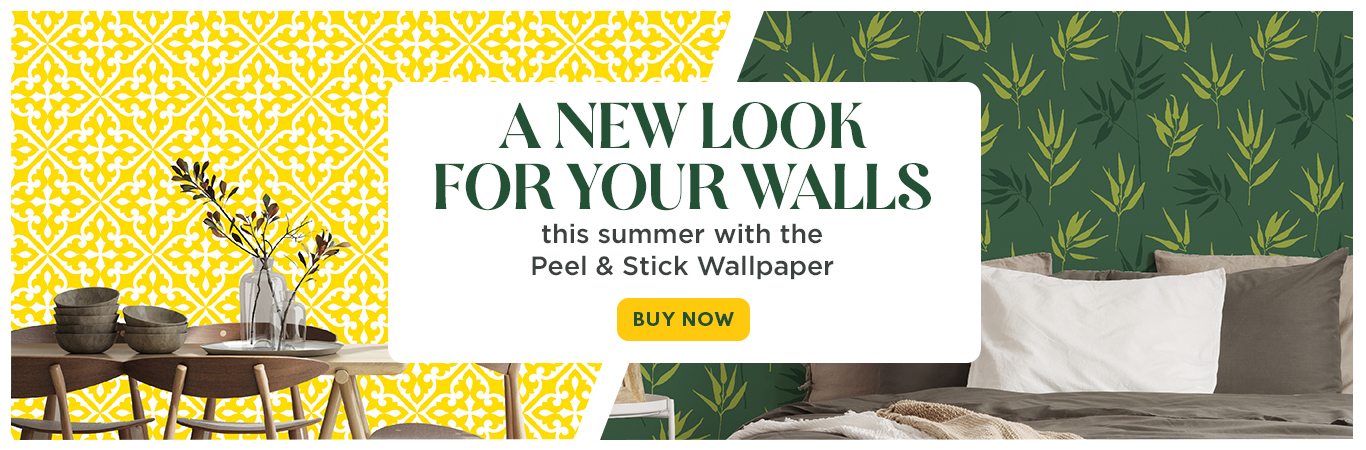 A NEW LOOK
FOR YOUR WALLS
this summer with the
Peel & Stick Wallpaper
BUY NOW